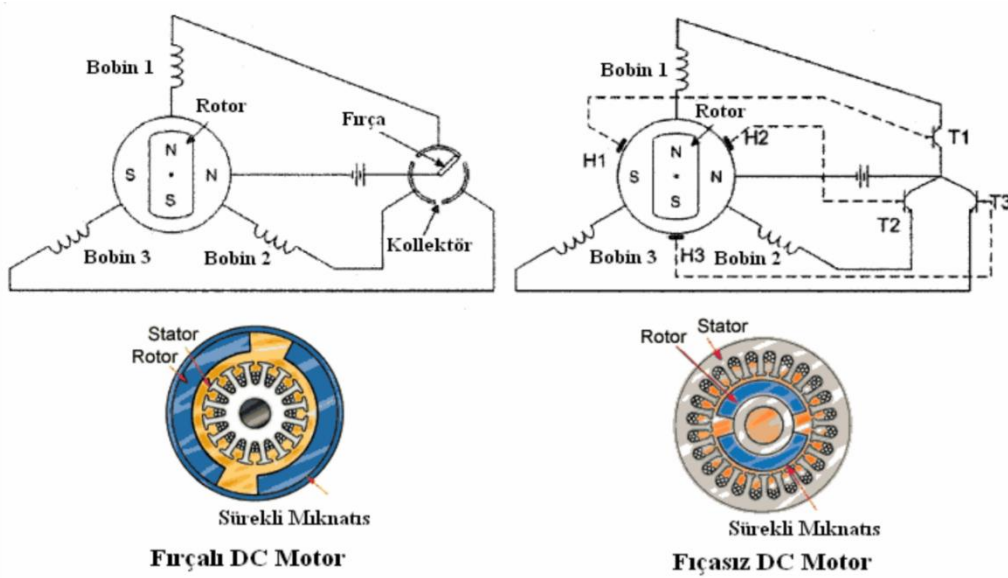 Bobin 1
Rotor
Fırça
N
S
N
S
Bobin 3
Bobin 2
Kollektör
Bobin 1
Rotor
H1
H2
T1
N
S
N
S
T2
T3
Bobin 3
H3
Bobin 2
Stator
Rotor
Sürekli Mıknatıs
Fırçalı DC Motor
Stator
Rotor
Sürekli Mıknatıs
Fıçasız DC Motor